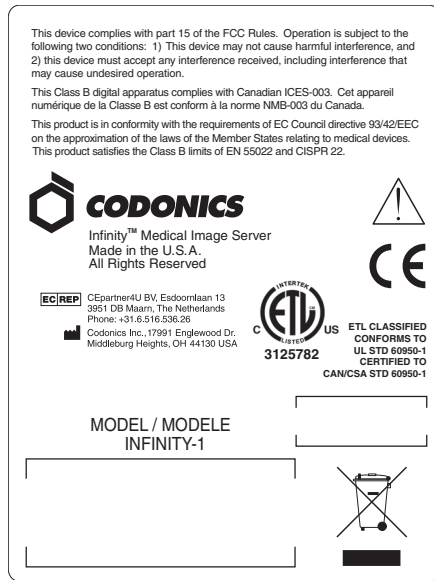 This device complies with part 15 of the FCC Rules. Operation is subject to the
following two conditions: 1) This device may not cause harmful interference, and
2) this device must accept any interference received, including interference that
may cause undesired operation.
This Class B digital apparatus complies with Canadian ICES-003. Cet appareil
numérique de la Classe B est conform à la norme NMB-003 du Canada.
This product is in conformity with the requirements of EC Council directive 93/42/EEC
on the approximation of the laws of the Member States relating to medical devices.
This product satisfies the Class B limits of EN 55022 and CISPR 22.
CODONICS
Infinity™ Medical Image Server
Made in the U.S.A.
All Rights Reserved
CE
EC REP
CEpartner4U BV, Esdoornlaan 13
3951 DB Maarn, The Netherlands
Phone: +31.6.516.536.26
Codonics Inc., 17991 Englewood Dr.
Middleburg Heights, OH 44130 USA
INTERTEK
ETL
LISTED
C US
3125782
ETL CLASSIFIED
CONFORMS TO
UL STD 60950-1
CERTIFIED TO
CAN/CSA STD 60950-1
MODEL / MODELE
INFINITY-1